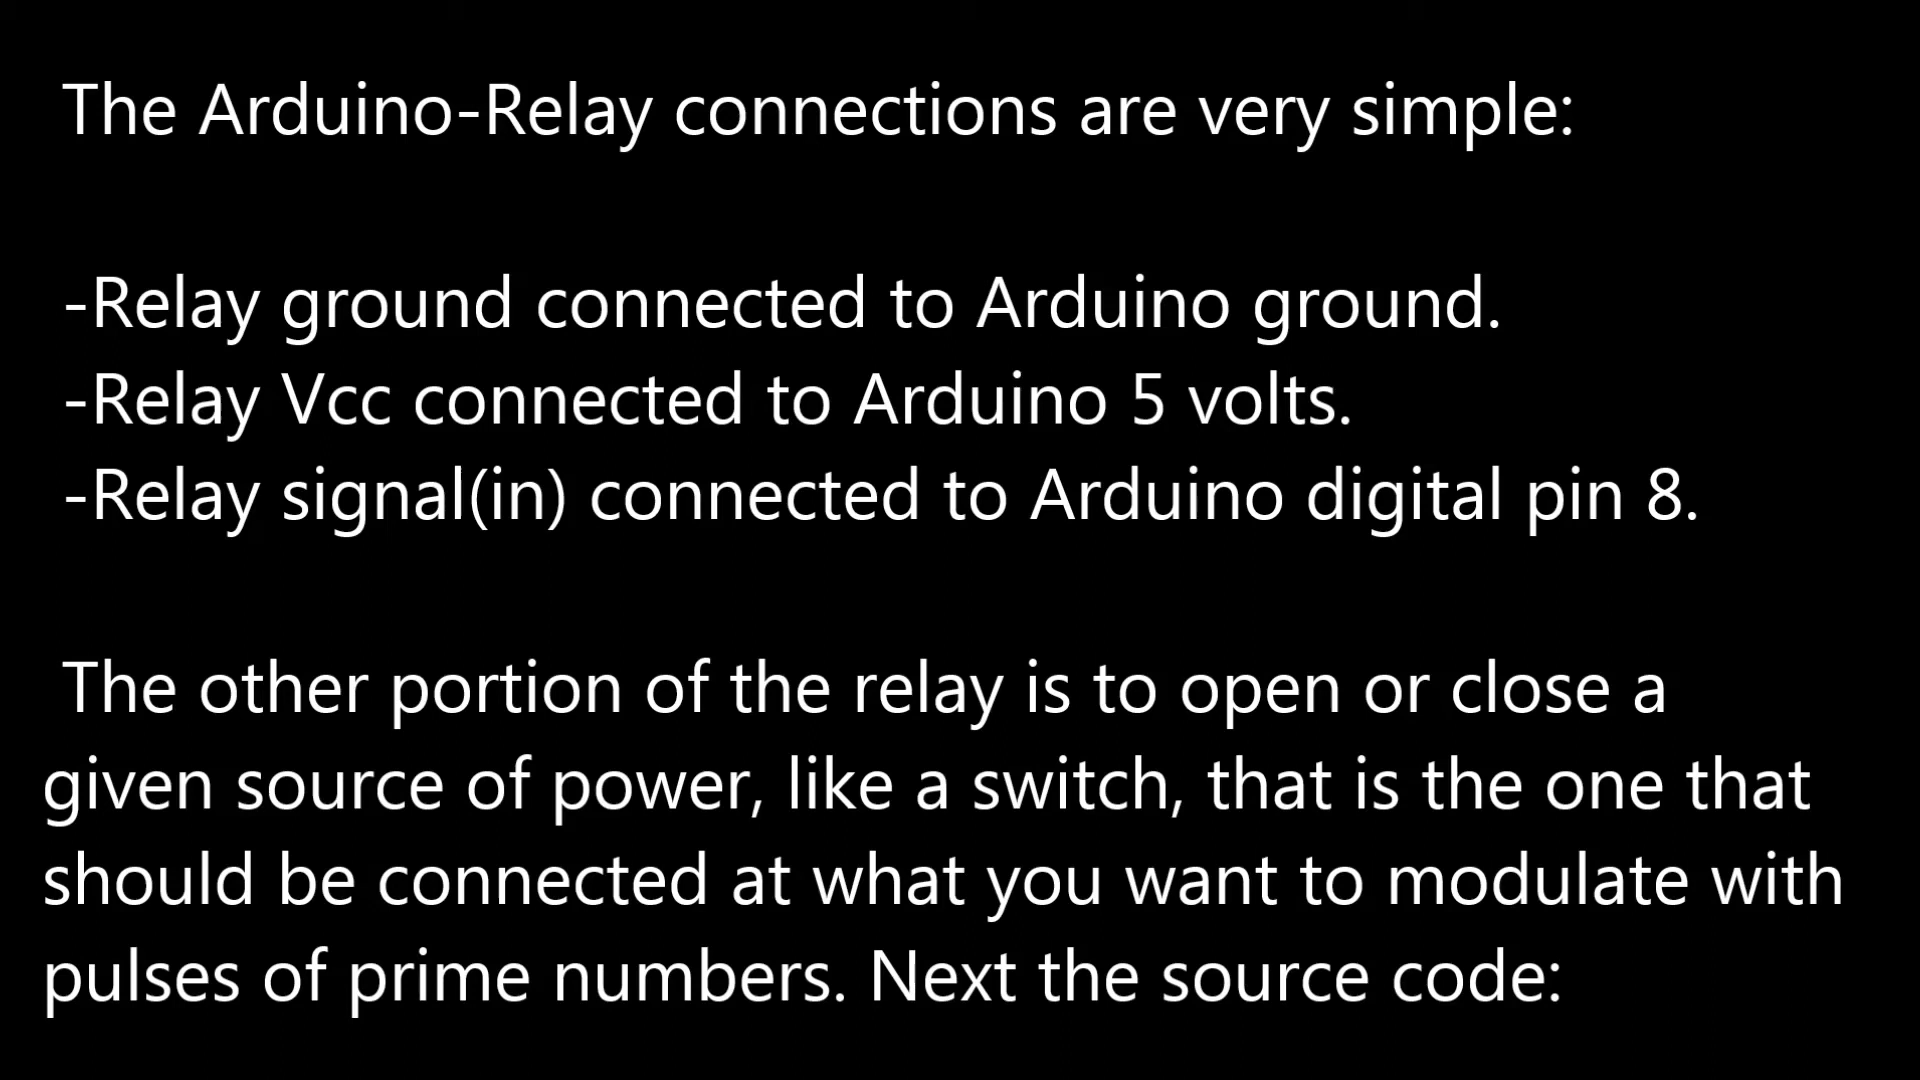 The Arduino-Relay connections are very simple:
-Relay ground connected to Arduino ground.
-Relay Vcc connected to Arduino 5 volts.
-Relay signal(in) connected to Arduino digital pin 8.
The other portion of the relay is to open or close a
given source of power, like a switch, that is the one that
should be connected at what you want to modulate with
pulses of prime numbers. Next the source code: